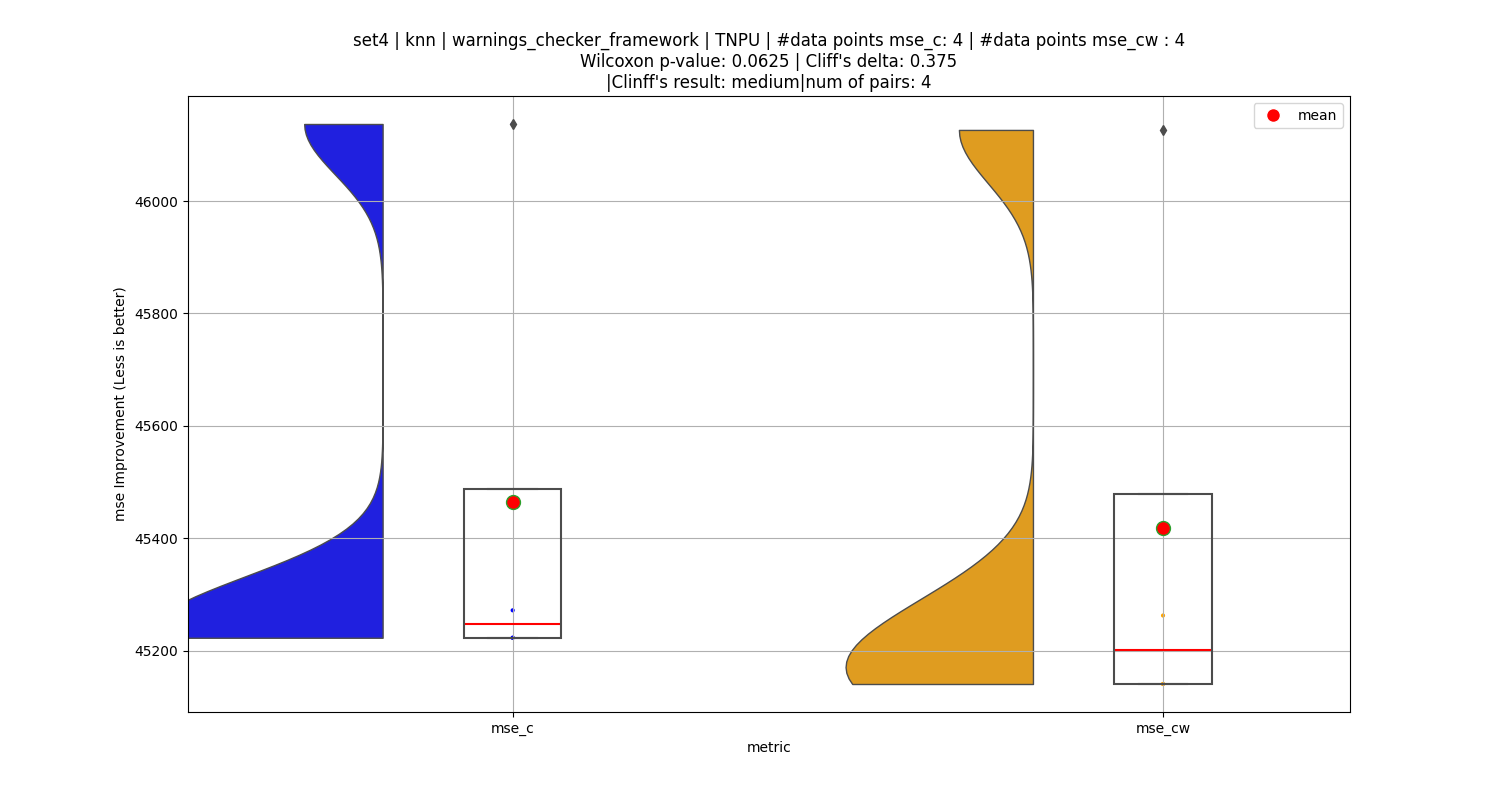 set4 | knn | warnings_checker_framework | TNPU | #data points mse_c: 4 | #data points mse_cw : 4
Wilcoxon p-value: 0.0625 | Cliff's delta: 0.375
|Clinff's result: medium|num of pairs: 4
mean
46000
45800
45600
45400
45200
mse Improvement (Less is better)
mse_c
mse_cw
metric